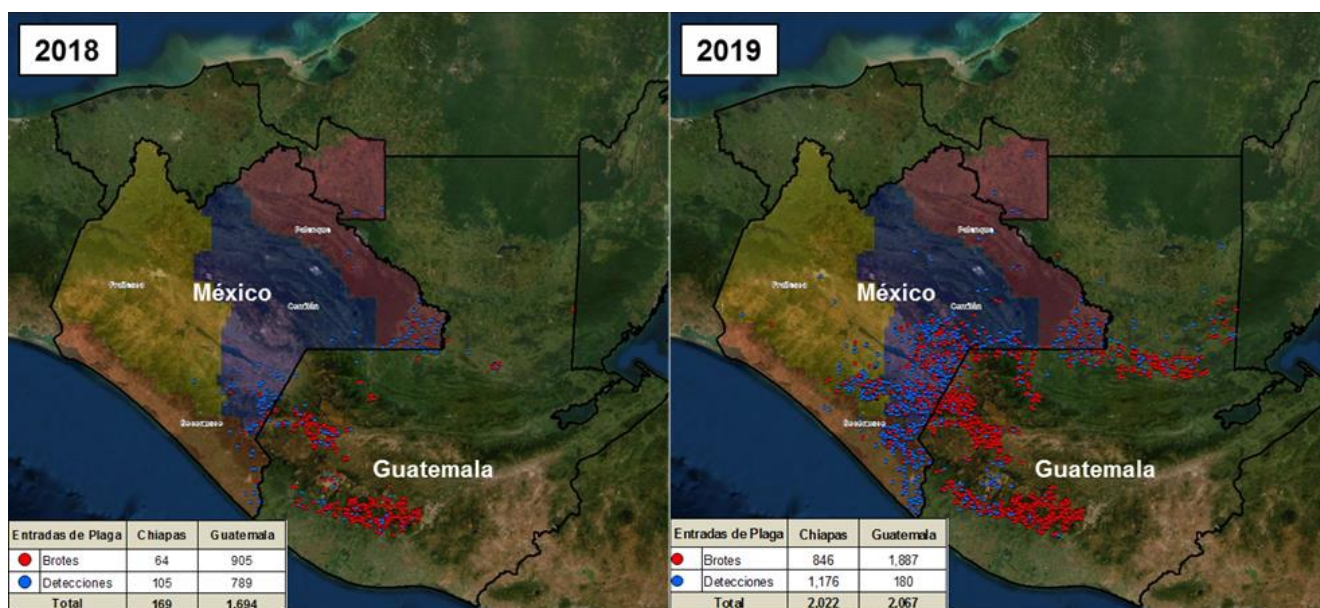 2018
Palenque
México
Comitán
Guatemala
Entradas de Plaga Chiapas Guatemala
Brotes 64 905
Detecciones 105 789
Total 169 1,694
2019
Palenque
México
Comitán
Guatemala
Entradas de Plaga Chiapas Guatemala
Brotes 846 1,887
Detecciones 1,176 180
Total 2,022 2,067